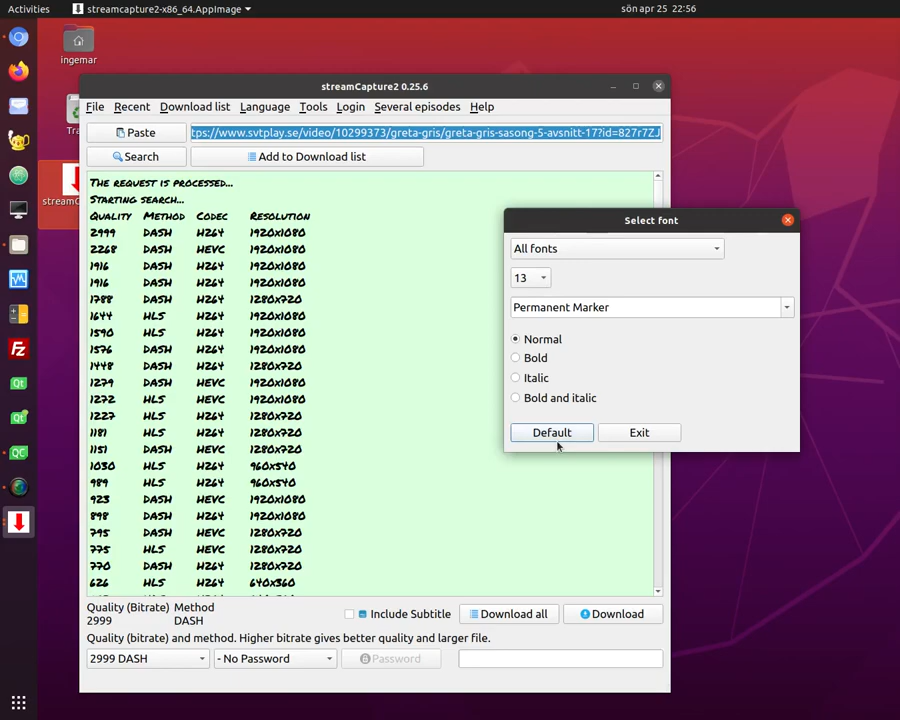 Activities
streamcapture2-x86_64.AppImage
sön apr 25 22:56
ingemar
streamCapture2 0.25.6
File Recent Download list Language Tools Login Several episodes Help
Paste
tps://www.svtplay.se/video/10299373/greta-gris/greta-gris-sasong-5-avsnitt-17?id=827r7ZJ
Search
Add to Download list
The request is processed...
Starting search...
Quality Method Codec Resolution
2999 DASH H264 1920x1080
2268 DASH HEVC 1920x1080
1916 DASH H264 1920x1080
1916 DASH H264 1920x1080
1788 DASH H264 1280x720
1644 HLS H264 1920x1080
1590 HLS H264 1920x1080
1576 DASH H264 1920x1080
1448 DASH H264 1280x720
1279 DASH HEVC 1920x1080
1272 HLS HEVC 1920x1080
1227 HLS H264 1280x720
1181 HLS H264 1280x720
1151 DASH HEVC 1920x1080
1030 HLS H264 960x540
989 HLS H264 960x540
923 DASH HEVC 1920x1080
898 DASH H264 1920x1080
795 DASH HEVC 1280x720
775 HLS HEVC 1280x720
770 DASH H264 1280x720
626 HLS H264 640x360
Select font
All fonts
13
Permanent Marker
Normal
Bold
Italic
Bold and italic
Default
Exit
Quality (Bitrate) Method
2999 DASH
Include Subtitle
Download all
Download
Quality (bitrate) and method. Higher bitrate gives better quality and larger file.
2999 DASH
- No Password
Password